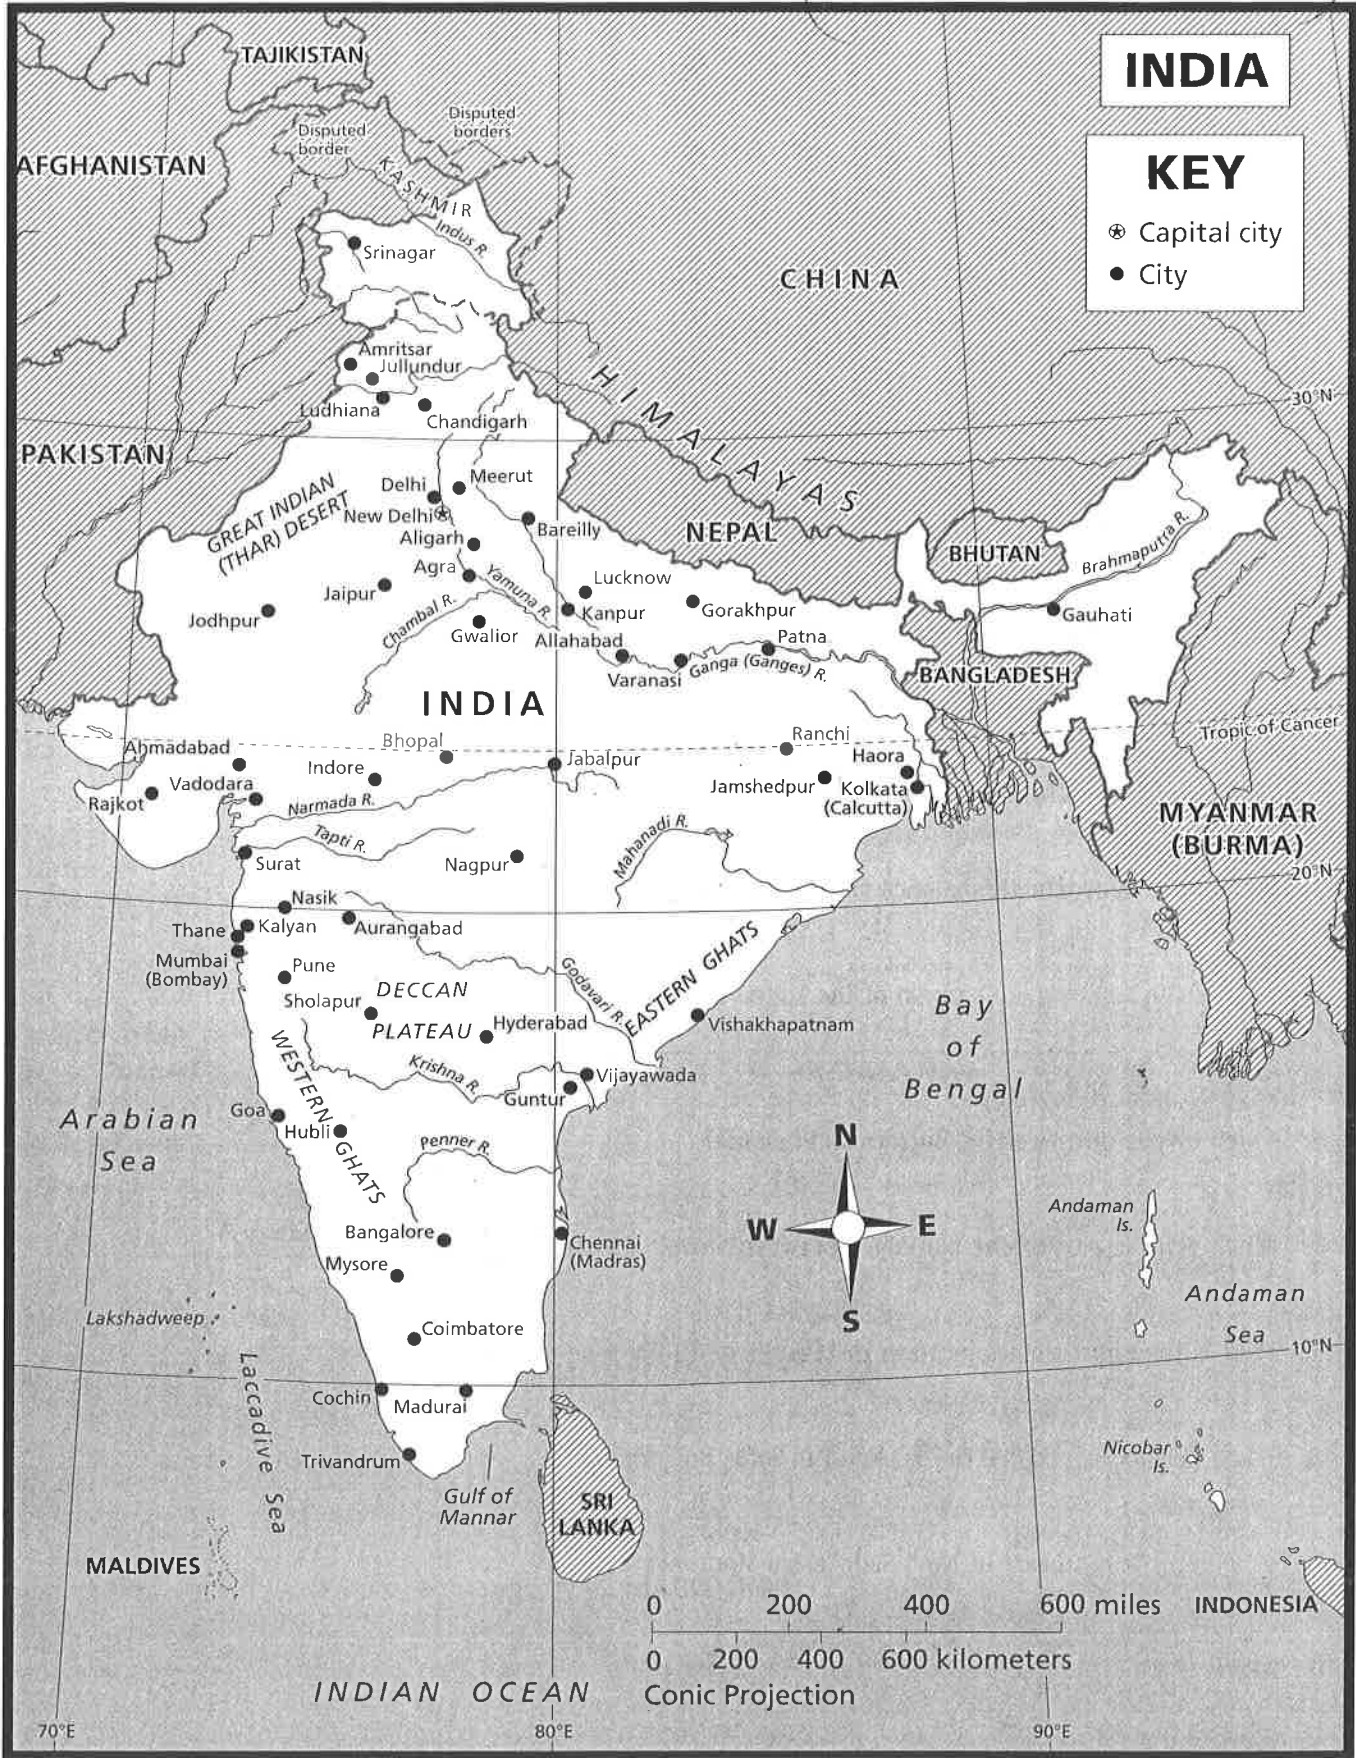 INDIA
KEY
Capital city
City
TAJIKISTAN
Disputed
border
Disputed
borders
AFGHANISTAN
KASHMIR
Indus R.
Srinagar
CHINA
Amritsar
Jullundur
Ludhiana
Chandigarh
HIMALAYAS
30°N
PAKISTAN
Delhi
Meerut
GREAT INDIAN
(THAR) DESERT
New Delhi
Bareilly
NEPAL
BHUTAN
Brahmaputra R.
Aligarh
Agra
Yamuna R.
Lucknow
Jaipur
Chambal R.
Kanpur
Gorakhpur
Gauhati
Jodhpur
Gwalior
Allahabad
Patna
Varanasi
Ganga (Ganges) R.
BANGLADESH
INDIA
Tropic of Cancer
Ahmadabad
Bhopal
Ranchi
Indore
Jabalpur
Haora
Vadodara
Jamshedpur
Kolkata
(Calcutta)
Rajkot
Narmada R.
MYANMAR
(BURMA)
Tapti R.
Mahanadi R.
Surat
Nagpur
20°N
Nasik
Thane
Kalyan
Aurangabad
Mumbai
(Bombay)
Pune
Godavari R.
EASTERN GHATS
Sholapur
DECCAN
PLATEAU
Hyderabad
Vishakhapatnam
Bay
of
Bengal
WESTERN GHATS
Krishna R.
Vijayawada
Guntur
Arabian
Sea
Goa
Hubli
Penner R.
N
W
E
S
Andaman
Is.
Bangalore
Chennai
(Madras)
Mysore
Andaman
Sea
Lakshadweep
Coimbatore
10°N
Laccadive Sea
Cochin
Madurai
Trivandrum
Nicobar
Is.
Gulf of
Mannar
SRI
LANKA
MALDIVES
0 200 400 600 miles
INDONESIA
0 200 400 600 kilometers
INDIAN OCEAN
Conic Projection
70°E
80°E
90°E